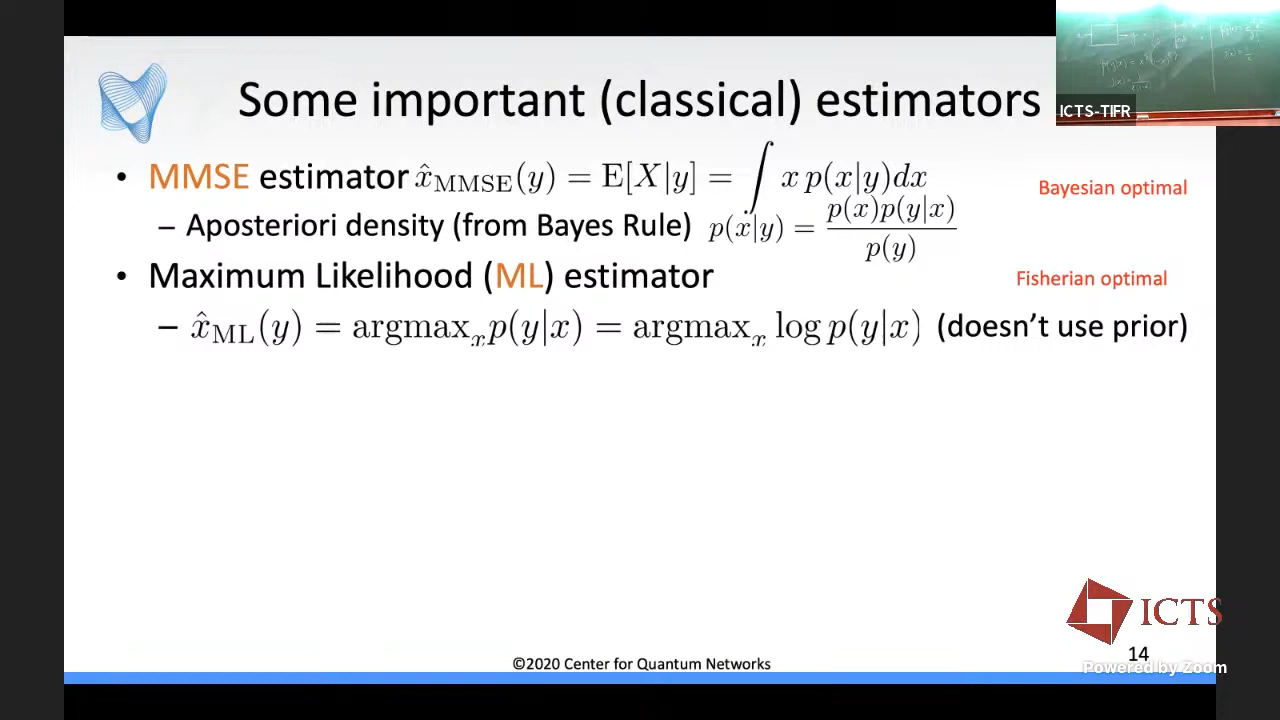 Some important (classical) estimators
ICTS-TIFR
• MMSE estimator x̂_MMSE(y) = E[X|y] = ∫ x p(x|y)dx
Bayesian optimal
– Aposteriori density (from Bayes Rule) p(x|y) = p(x)p(y|x) / p(y)
• Maximum Likelihood (ML) estimator
Fisherian optimal
– x̂_ML(y) = argmax_x p(y|x) = argmax_x log p(y|x) (doesn't use prior)
ICTS
14
©2020 Center for Quantum Networks
Powered by Zoom